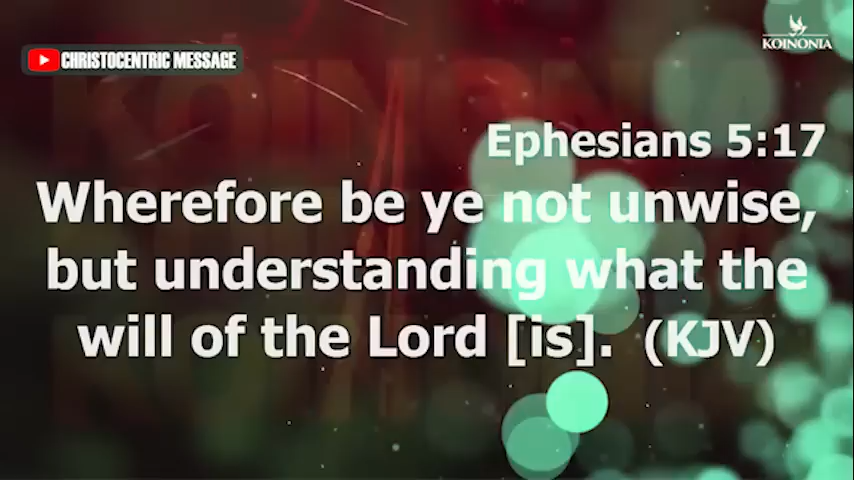 KOINONIA
CHRISTOCENTRIC MESSAGE
Ephesians 5:17
Wherefore be ye not unwise,
but understanding what the
will of the Lord [is]. (KJV)